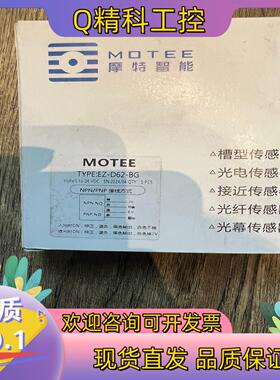 Q精科工控
MOTEE
摩特智能
MOTEE
TYPE:EZ-D62-BG
NPN/PNP 接线方式
NPN NO
PNP NO
△槽型传感
△光电传感
△接近传感
△光纤传感
△光幕传感
质
0.1
欢迎咨询可开发票
现货直发 品质